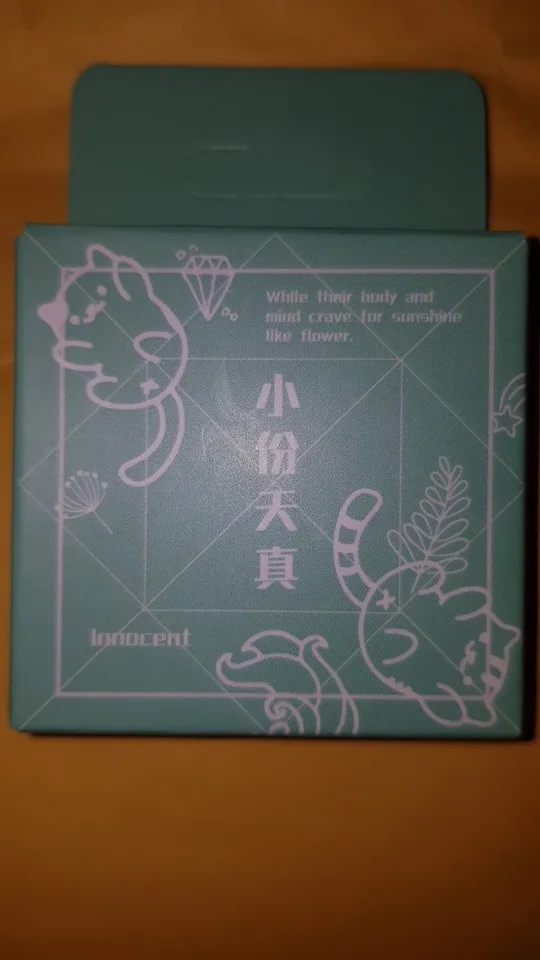 While their body and
mind crave for sunshine
like flower.
小份天真
Innocent